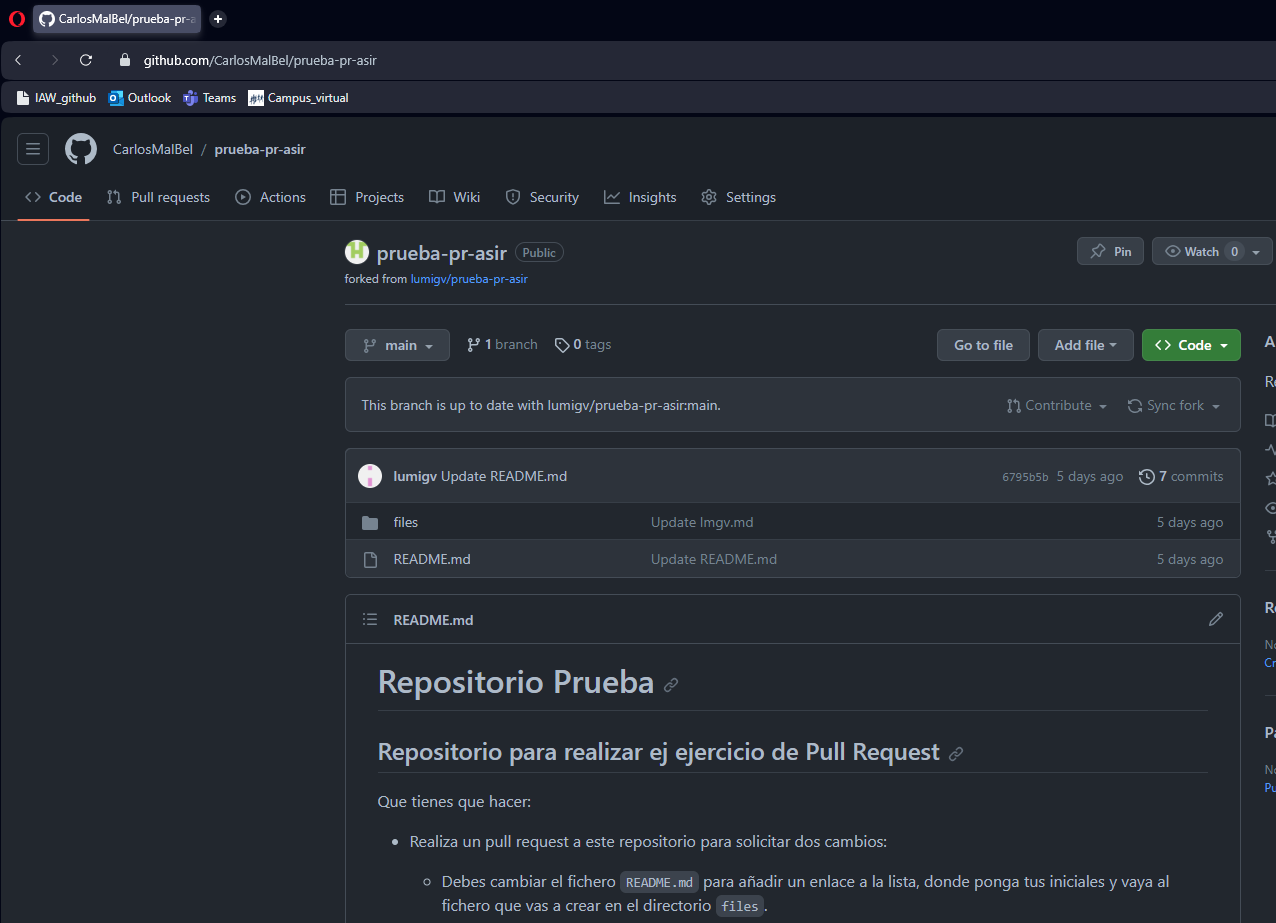 CarlosMalBel/prueba-pr-a
github.com/CarlosMalBel/prueba-pr-asir
IAW_github Outlook Teams Campus_virtual
CarlosMalBel / prueba-pr-asir
Code Pull requests Actions Projects Wiki Security Insights Settings
prueba-pr-asir Public Pin Watch 0
forked from lumigv/prueba-pr-asir
main 1 branch 0 tags Go to file Add file Code
This branch is up to date with lumigv/prueba-pr-asir:main. Contribute Sync fork
lumigv Update README.md 6795b5b 5 days ago 7 commits
files Update lmgv.md 5 days ago
README.md Update README.md 5 days ago
README.md
Repositorio Prueba
Repositorio para realizar ej ejercicio de Pull Request
Que tienes que hacer:
Realiza un pull request a este repositorio para solicitar dos cambios:
Debes cambiar el fichero README.md para añadir un enlace a la lista, donde ponga tus iniciales y vaya al
fichero que vas a crear en el directorio files.